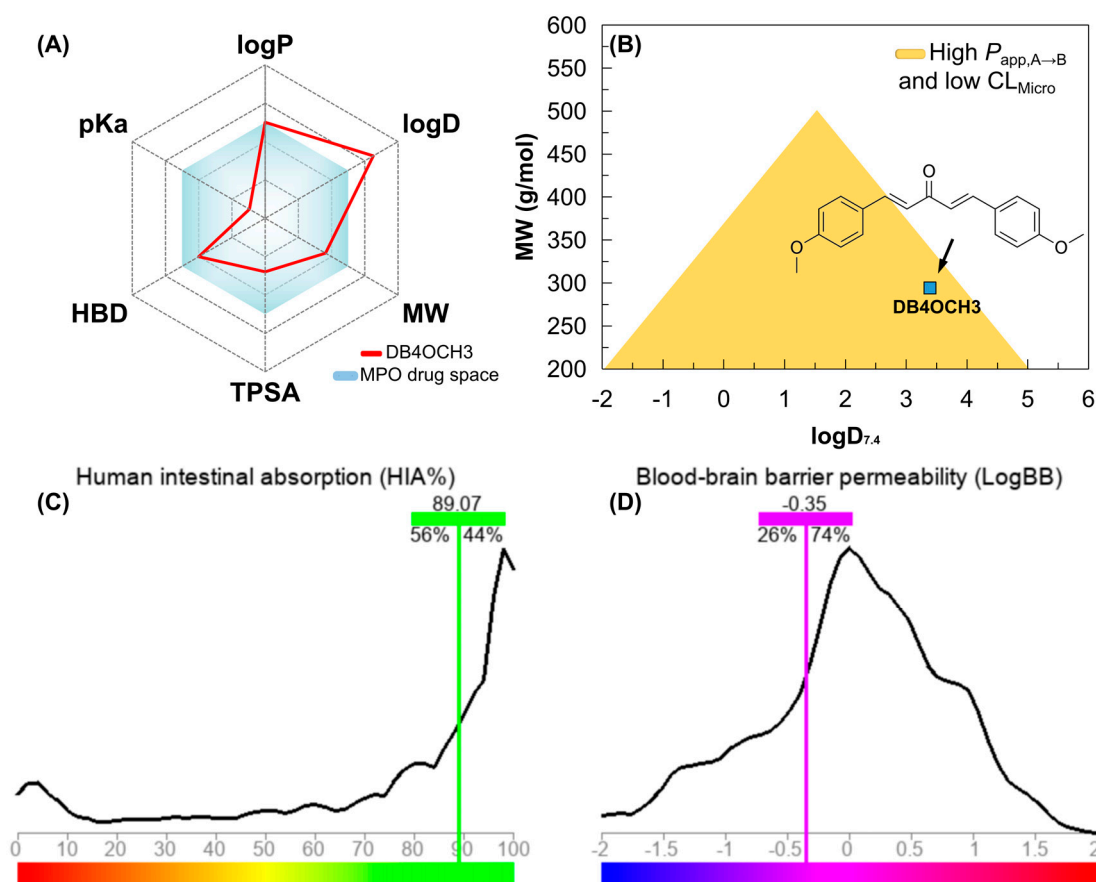 (A)
logP
pKa
logD
HBD
MW
TPSA
DB4OCH3
MPO drug space
(B)
High Papp,A→B
and low CLMicro
MW (g/mol)
600
550
500
450
400
350
300
250
200
O
O
O
DB4OCH3
-2 -1 0 1 2 3 4 5 6
logD7.4
Human intestinal absorption (HIA%)
(C)
89.07
56% 44%
0 10 20 30 40 50 60 70 80 90 100
Blood-brain barrier permeability (LogBB)
(D)
-0.35
26% 74%
-2 -1.5 -1 -0.5 0 0.5 1 1.5 2